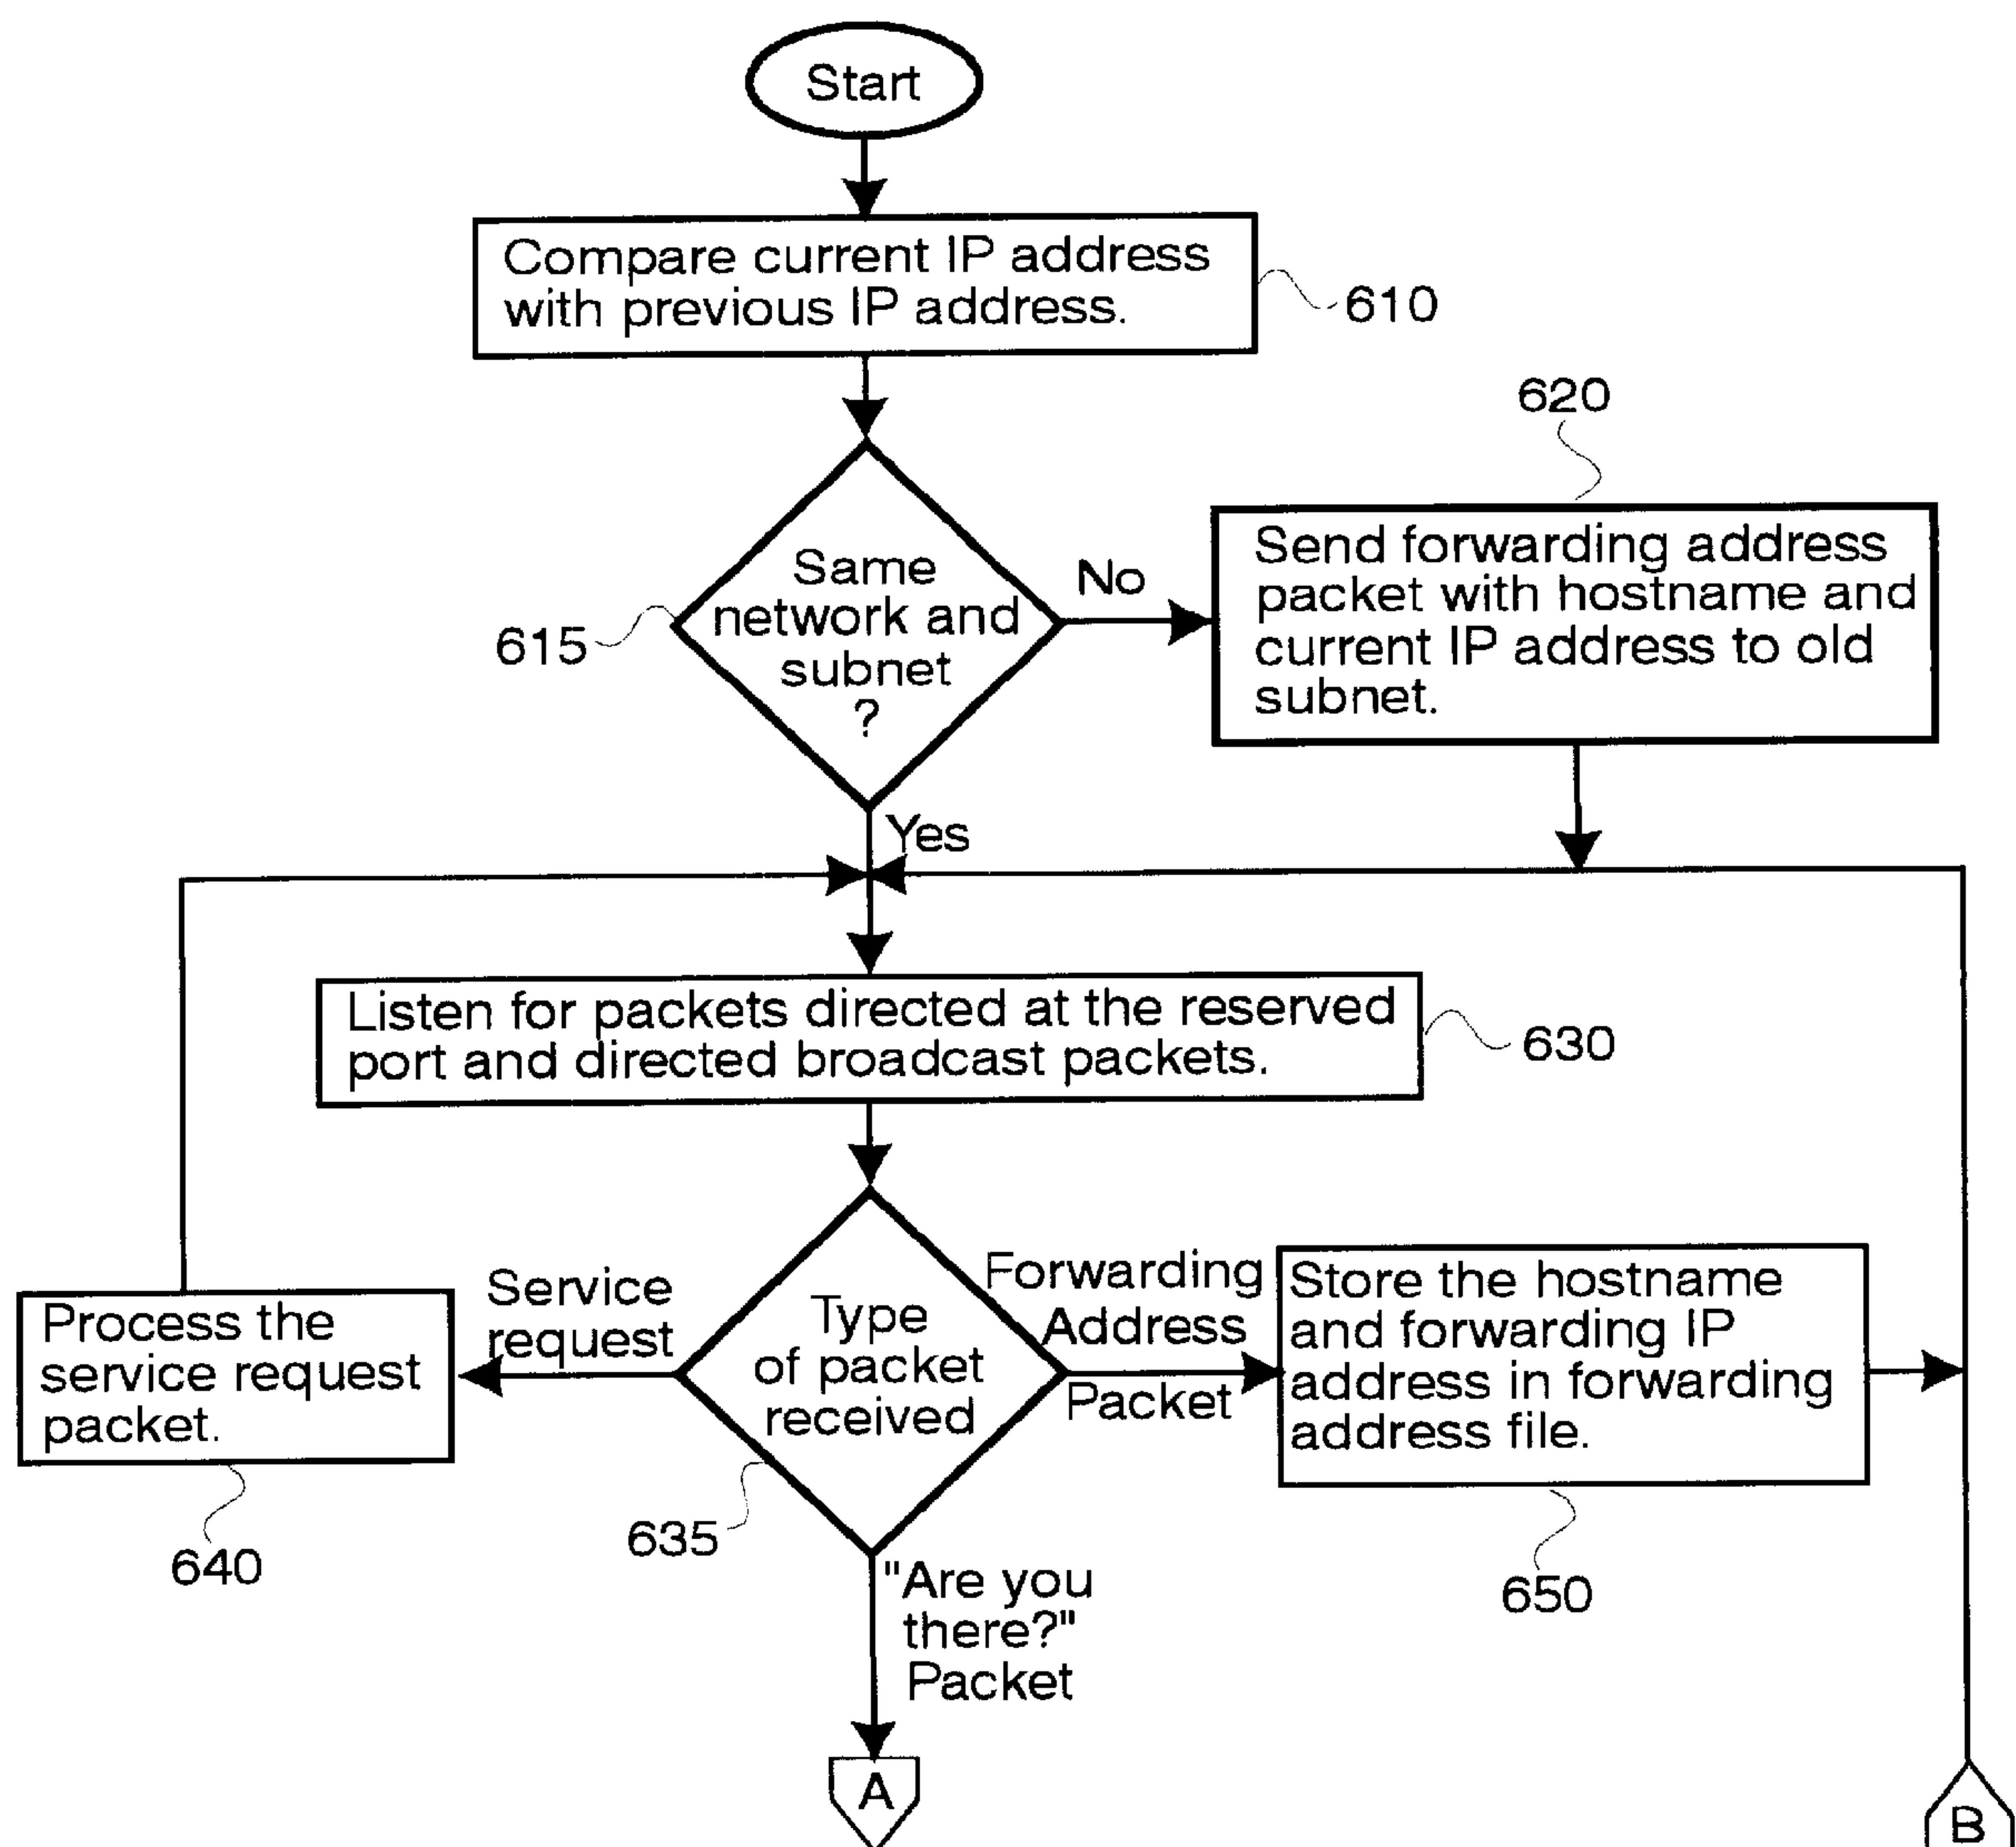 Start
Compare current IP address
with previous IP address.
610
620
Same
network and
subnet
?
615
No
Send forwarding address
packet with hostname and
current IP address to old
subnet.
Yes
Listen for packets directed at the reserved
port and directed broadcast packets.
630
Service
request
Process the
service request
packet.
640
Type
of packet
received
635
Forwarding
Address
Packet
Store the hostname
and forwarding IP
address in forwarding
address file.
650
"Are you
there?"
Packet
A
B